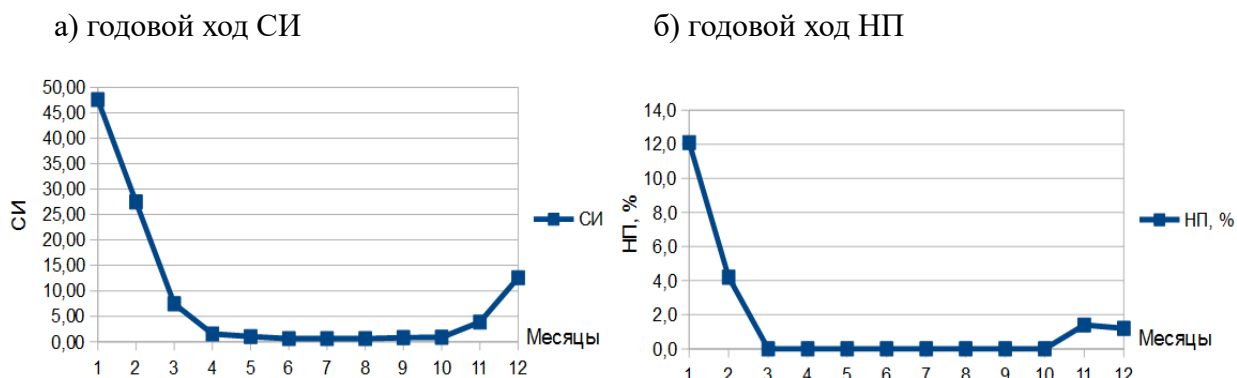 а) годовой ход СИ
б) годовой ход НП
50,00
45,00
40,00
35,00
30,00
25,00
20,00
15,00
10,00
5,00
0,00
СИ
СИ
Месяцы
1 2 3 4 5 6 7 8 9 10 11 12
14,0
12,0
10,0
8,0
6,0
4,0
2,0
0,0
НП, %
НП, %
Месяцы
1 2 3 4 5 6 7 8 9 10 11 12